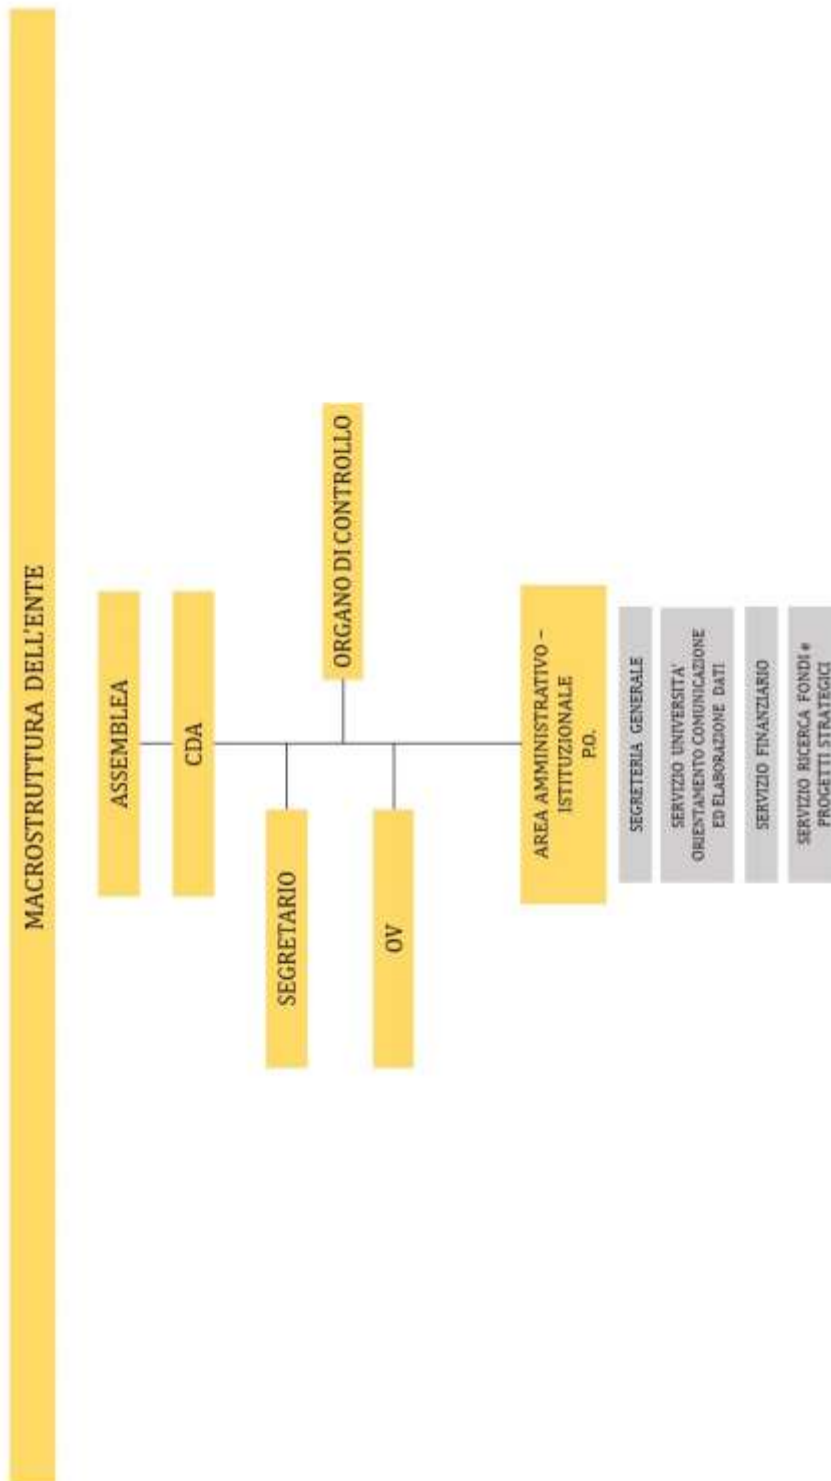 MACROSTRUTTURA DELL'ENTE
ASSEMBLEA
CDA
SEGRETARIO
ORGANO DI CONTROLLO
OV
AREA AMMINISTRATIVO –
ISTITUZIONALE
P.O.
SEGRETERIA GENERALE
SERVIZIO UNIVERSITA'
ORIENTAMENTO COMUNICAZIONE
ED ELABORAZIONE DATI
SERVIZIO FINANZIARIO
SERVIZIO RICERCA FONDI e
PROGETTI STRATEGICI